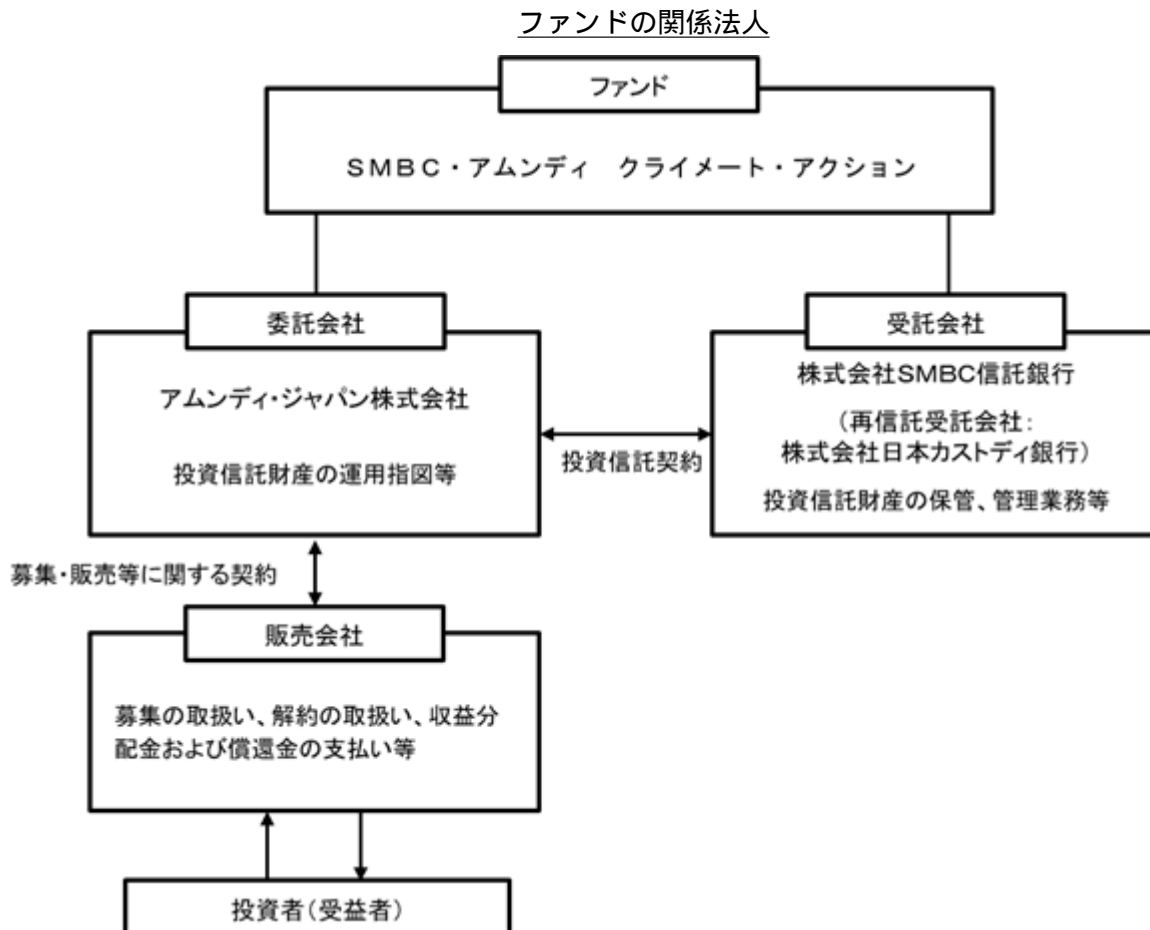 ファンドの関係法人
ファンド
SMBC・アムンディ　クライメート・アクション
委託会社
アムンディ・ジャパン株式会社
投資信託財産の運用指図等
投資信託契約
受託会社
株式会社SMBC信託銀行
(再信託受託会社:
株式会社日本カストディ銀行)
投資信託財産の保管、管理業務等
募集・販売等に関する契約
販売会社
募集の取扱い、解約の取扱い、収益分
配金および償還金の支払い等
投資者(受益者)